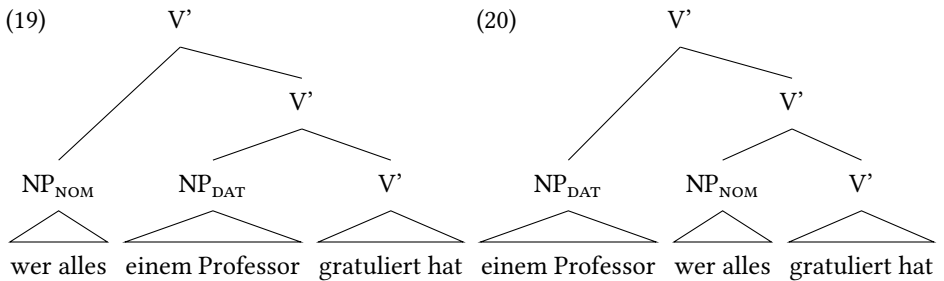 (19) V’ (20) V’
V’ V’
NP_NOM NP_DAT V’ NP_DAT NP_NOM V’
wer alles einem Professor gratuliert hat einem Professor wer alles gratuliert hat